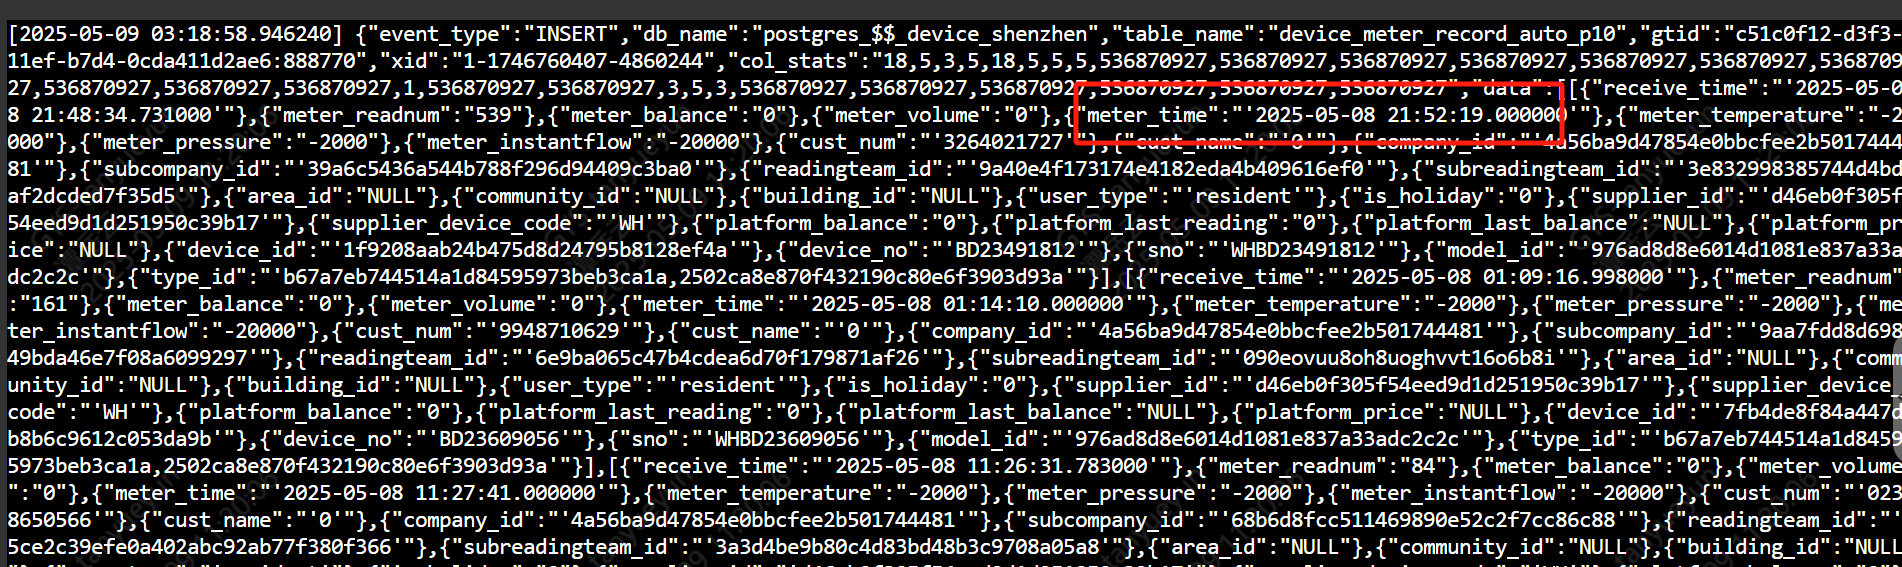 [2025-05-09 03:18:58.946240] {"event_type":"INSERT","db_name":"postgres_$$_device_shenzhen","table_name":"device_meter_record_auto_p10","gtid":"c51c0f12-d3f3-
11ef-b7d4-0cda411d2ae6:888770","xid":"1-1746760407-4860244","col_stats":"18,5,3,5,18,5,5,5,536870927,536870927,536870927,536870927,536870927,5368709
27,536870927,536870927,1,536870927,536870927,3,5,3,536870927,536870927,536870927,536870927,536870927","data":[[{"receive_time":"'2025-05-0
8 21:48:34.731000'"},{"meter_readnum":"539"},{"meter_balance":"0"},{"meter_volume":"0"},{"meter_time":"'2025-05-08 21:52:19.000000'"},{"meter_temperature":"-2
000"},{"meter_pressure":"-2000"},{"meter_instantflow":"-20000"},{"cust_num":"'3264021727'"},{"cust_name":"'0'"},{"company_id":"'4a56ba9d47854e0bbcfee2b5017444
81'"},{"subcompany_id":"'39a6c5436a544b788f296d94409c3ba0'"},{"readingteam_id":"'9a40e4f173174e4182eda4b409616ef0'"},{"subreadingteam_id":"'3e832998385744d4bd
af2dcded7f35d5'"},{"area_id":"NULL"},{"community_id":"NULL"},{"building_id":"NULL"},{"user_type":"'resident'"},{"is_holiday":"0"},{"supplier_id":"'d46eb0f305f
54eed9d1d251950c39b17'"},{"supplier_device_code":"'WH'"},{"platform_balance":"0"},{"platform_last_reading":"0"},{"platform_last_balance":"NULL"},{"platform_pr
ice":"NULL"},{"device_id":"'1f9208aab24b475d8d24795b8128ef4a'"},{"device_no":"'BD23491812'"},{"sno":"'WHBD23491812'"},{"model_id":"'976ad8d8e6014d1081e837a33a
dc2c2c'"},{"type_id":"'b67a7eb744514a1d84595973beb3ca1a,2502ca8e870f432190c80e6f3903d93a'"}],[{"receive_time":"'2025-05-08 01:09:16.998000'"},{"meter_readnum"
:"161"},{"meter_balance":"0"},{"meter_volume":"0"},{"meter_time":"'2025-05-08 01:14:10.000000'"},{"meter_temperature":"-2000"},{"meter_pressure":"-2000"},{"me
ter_instantflow":"-20000"},{"cust_num":"'9948710629'"},{"cust_name":"'0'"},{"company_id":"'4a56ba9d47854e0bbcfee2b501744481'"},{"subcompany_id":"'9aa7fdd8d698
49bda46e7f08a6099297'"},{"readingteam_id":"'6e9ba065c47b4cdea6d70f179871af26'"},{"subreadingteam_id":"'090eovuu8oh8uoghvvt16o6b8i'"},{"area_id":"NULL"},{"comm
unity_id":"NULL"},{"building_id":"NULL"},{"user_type":"'resident'"},{"is_holiday":"0"},{"supplier_id":"'d46eb0f305f54eed9d1d251950c39b17'"},{"supplier_device_
code":"'WH'"},{"platform_balance":"0"},{"platform_last_reading":"0"},{"platform_last_balance":"NULL"},{"platform_price":"NULL"},{"device_id":"'7fb4de8f84a447d
b8b6c9612c053da9b'"},{"device_no":"'BD23609056'"},{"sno":"'WHBD23609056'"},{"model_id":"'976ad8d8e6014d1081e837a33adc2c2c'"},{"type_id":"'b67a7eb744514a1d8459
5973beb3ca1a,2502ca8e870f432190c80e6f3903d93a'"}],[{"receive_time":"'2025-05-08 11:26:31.783000'"},{"meter_readnum":"84"},{"meter_balance":"0"},{"meter_volume
":"0"},{"meter_time":"'2025-05-08 11:27:41.000000'"},{"meter_temperature":"-2000"},{"meter_pressure":"-2000"},{"meter_instantflow":"-20000"},{"cust_num":"'023
8650566'"},{"cust_name":"'0'"},{"company_id":"'4a56ba9d47854e0bbcfee2b501744481'"},{"subcompany_id":"'68b6d8fcc511469890e52c2f7cc86c88'"},{"readingteam_id":"'
5ce2c39efe0a402abc92ab77f380f366'"},{"subreadingteam_id":"'3a3d4be9b80c4d83bd48b3c9708a05a8'"},{"area_id":"NULL"},{"community_id":"NULL"},{"building_id":"NULL